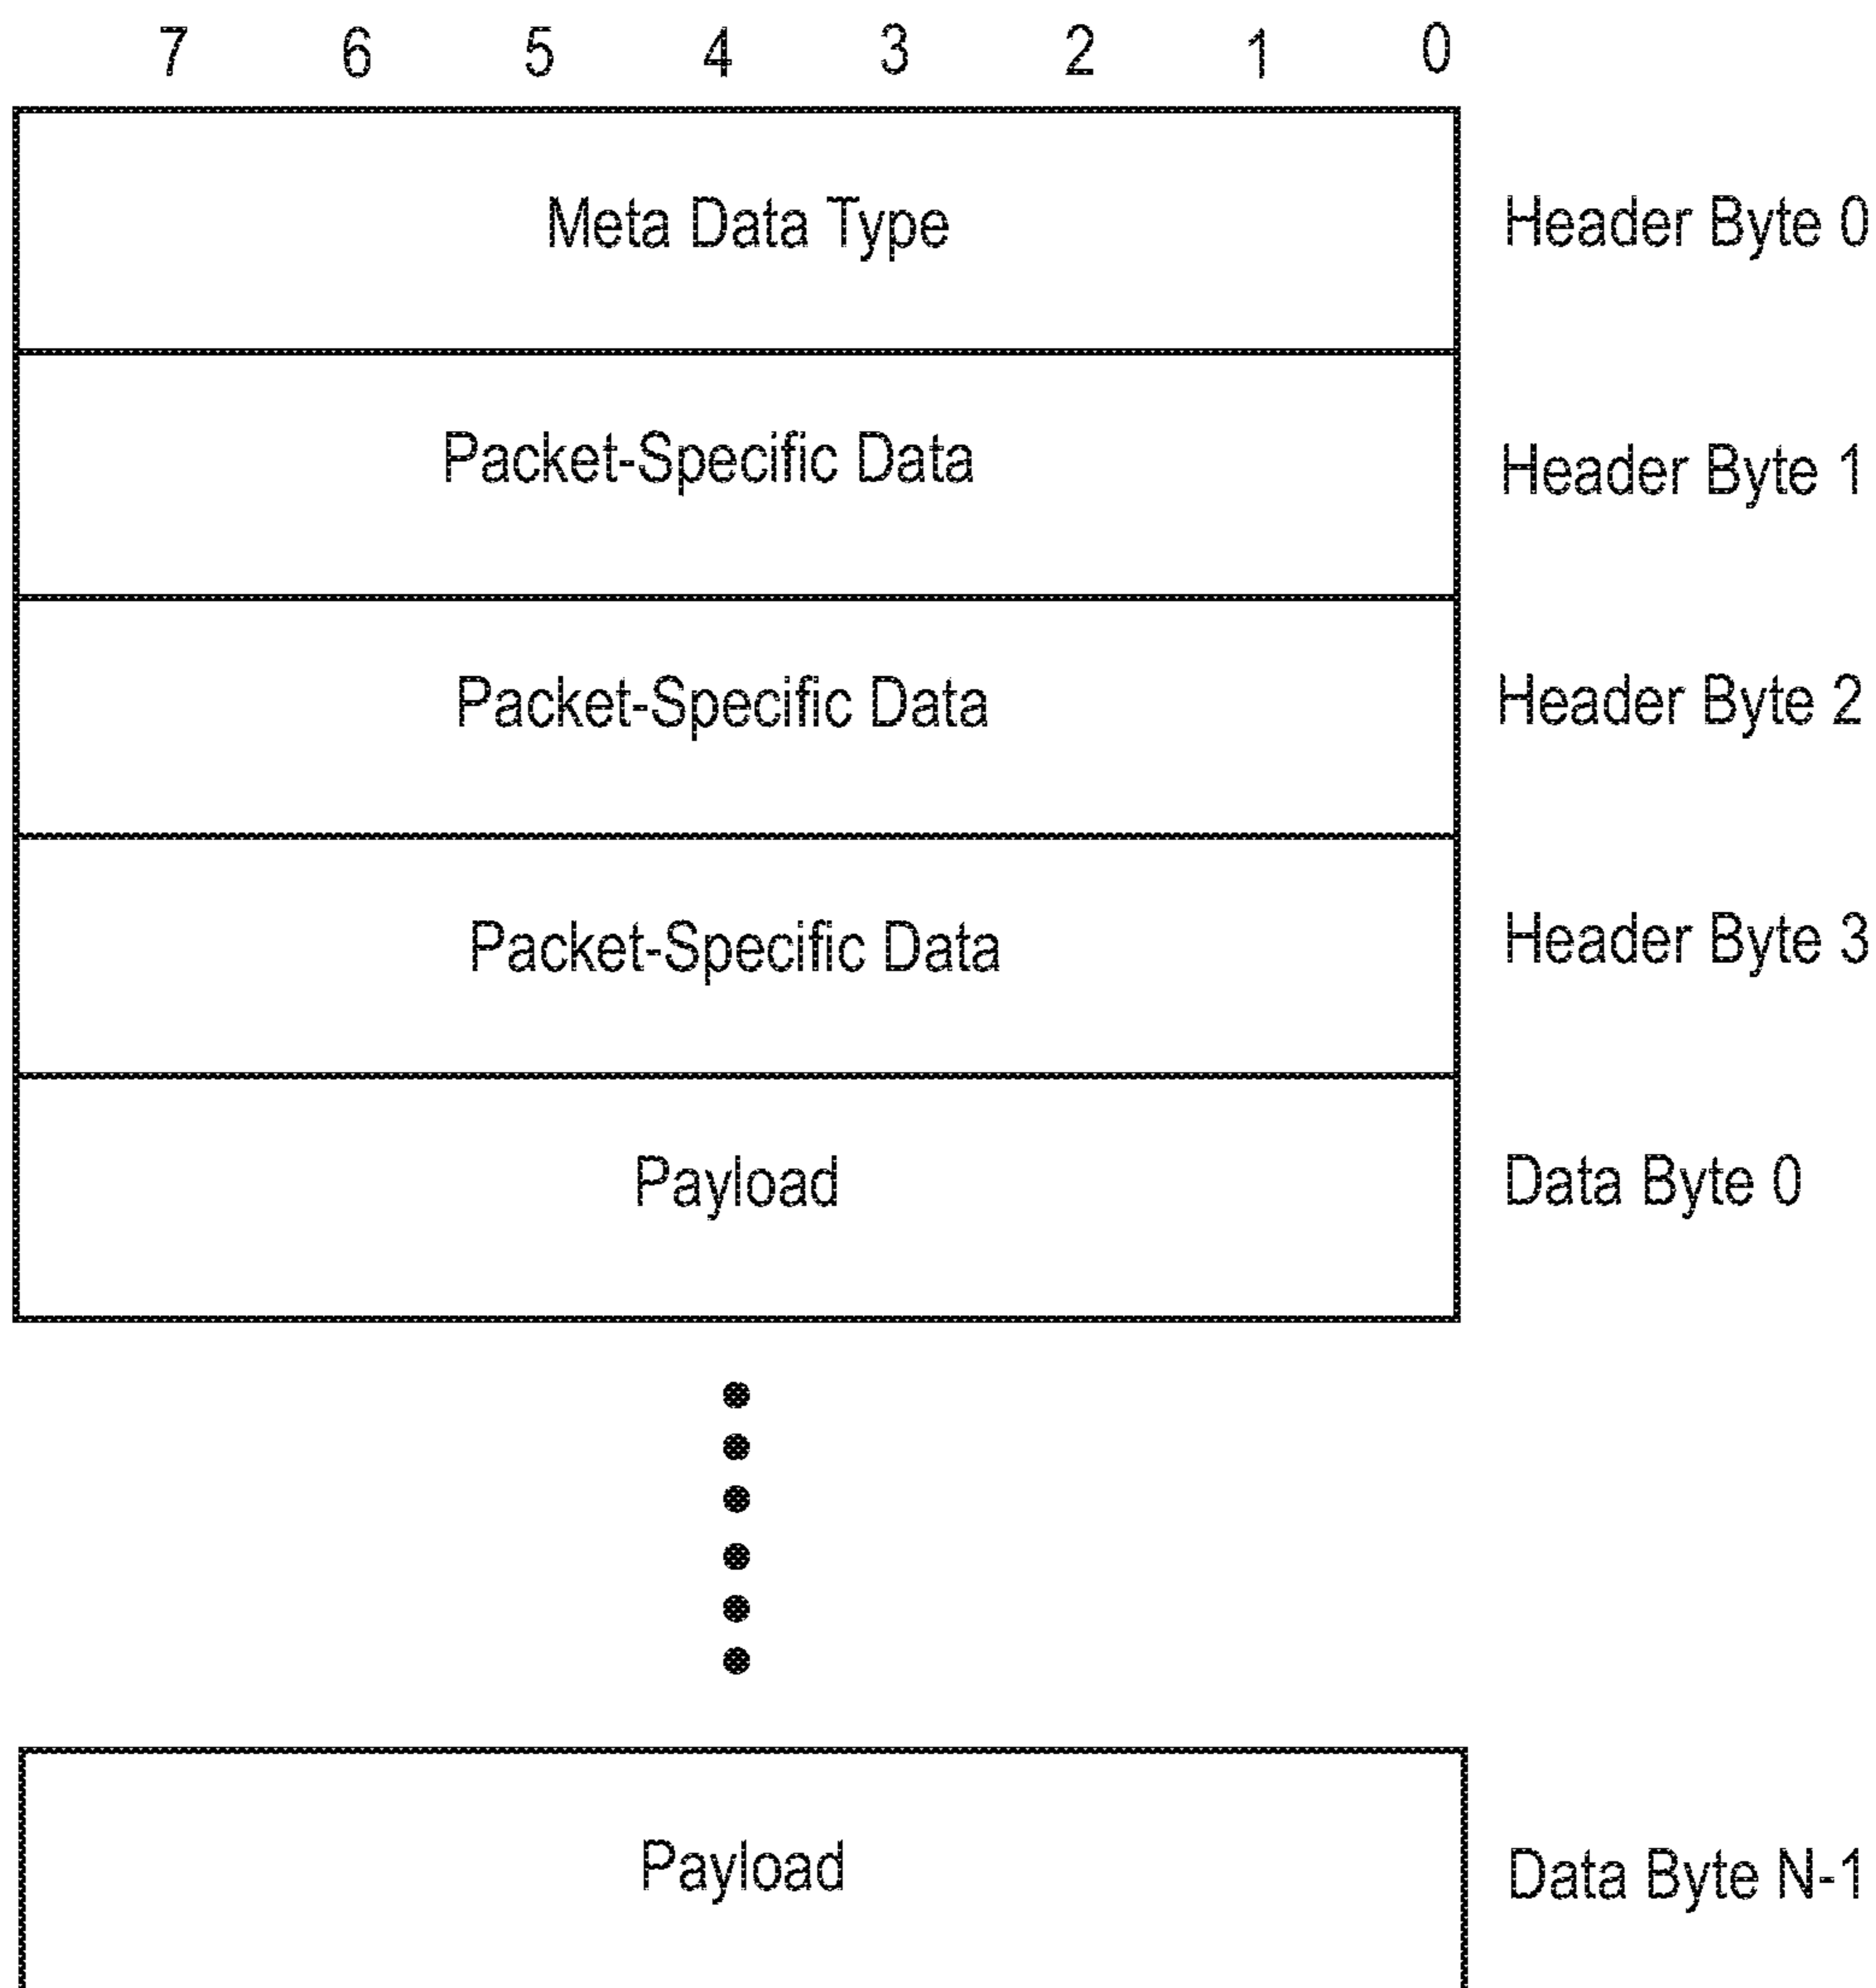 7 6 5 4 3 2 1 0
Meta Data Type Header Byte 0
Packet-Specific Data Header Byte 1
Packet-Specific Data Header Byte 2
Packet-Specific Data Header Byte 3
Payload Data Byte 0
Payload Data Byte N-1